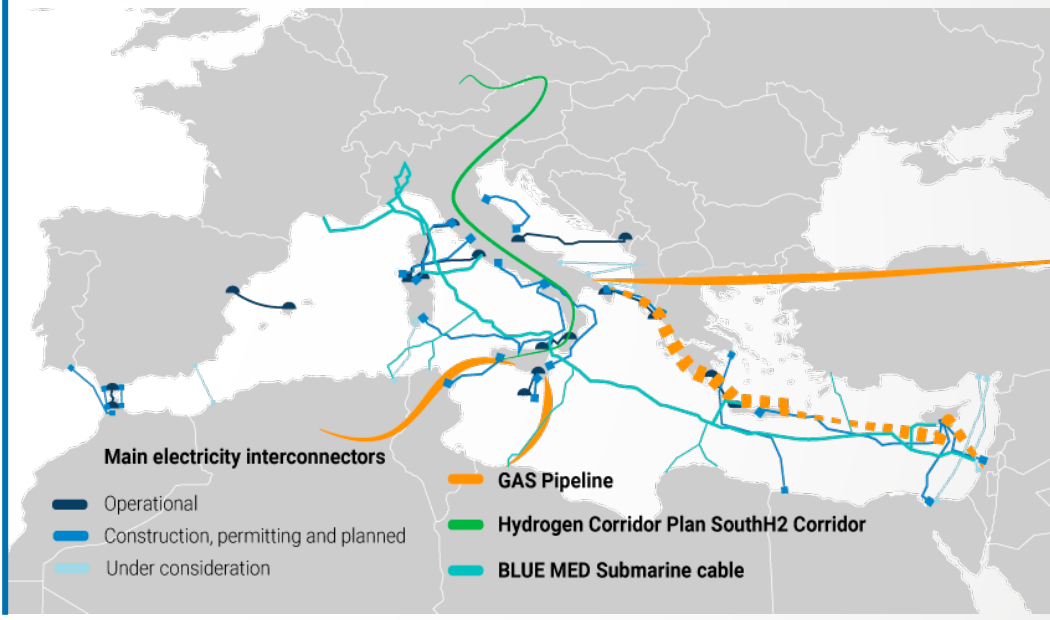 Main electricity interconnectors
Operational
Construction, permitting and planned
Under consideration
GAS Pipeline
Hydrogen Corridor Plan SouthH2 Corridor
BLUE MED Submarine cable